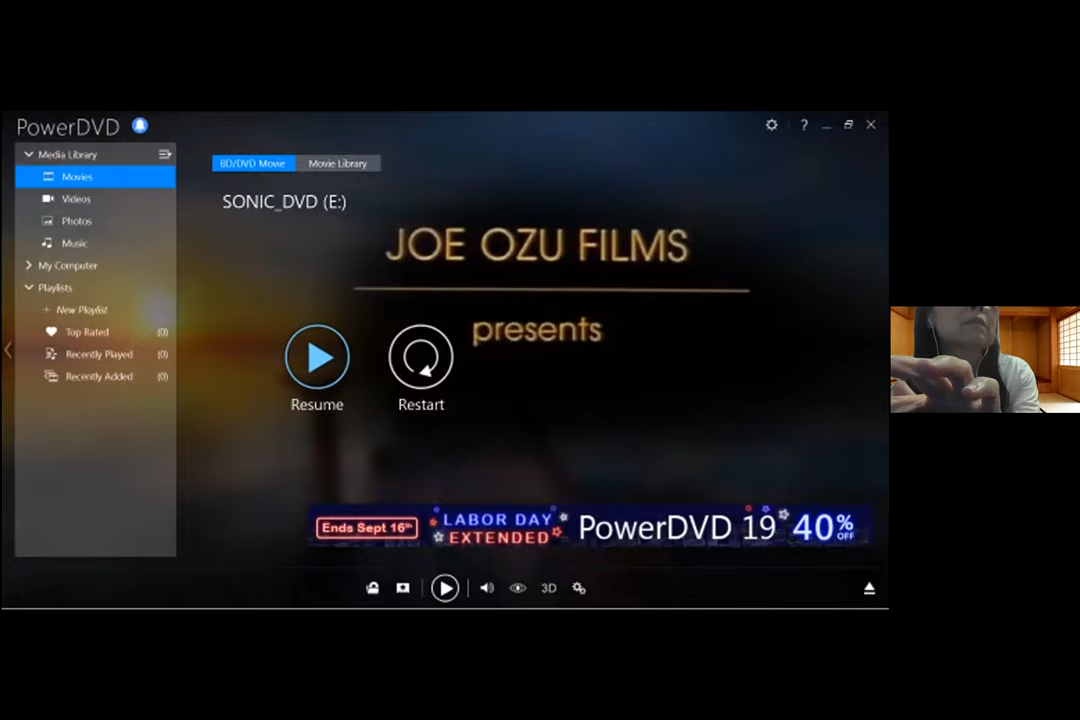 PowerDVD
Media Library
Movies
Videos
Photos
Music
My Computer
Playlists
+ New Playlist
Top Rated (0)
Recently Played (0)
Recently Added (0)
BD/DVD Movie Movie Library
SONIC_DVD (E:)
JOE OZU FILMS
presents
Resume Restart
Ends Sept 16th
LABOR DAY
EXTENDED
PowerDVD 19 40% OFF
3D
?